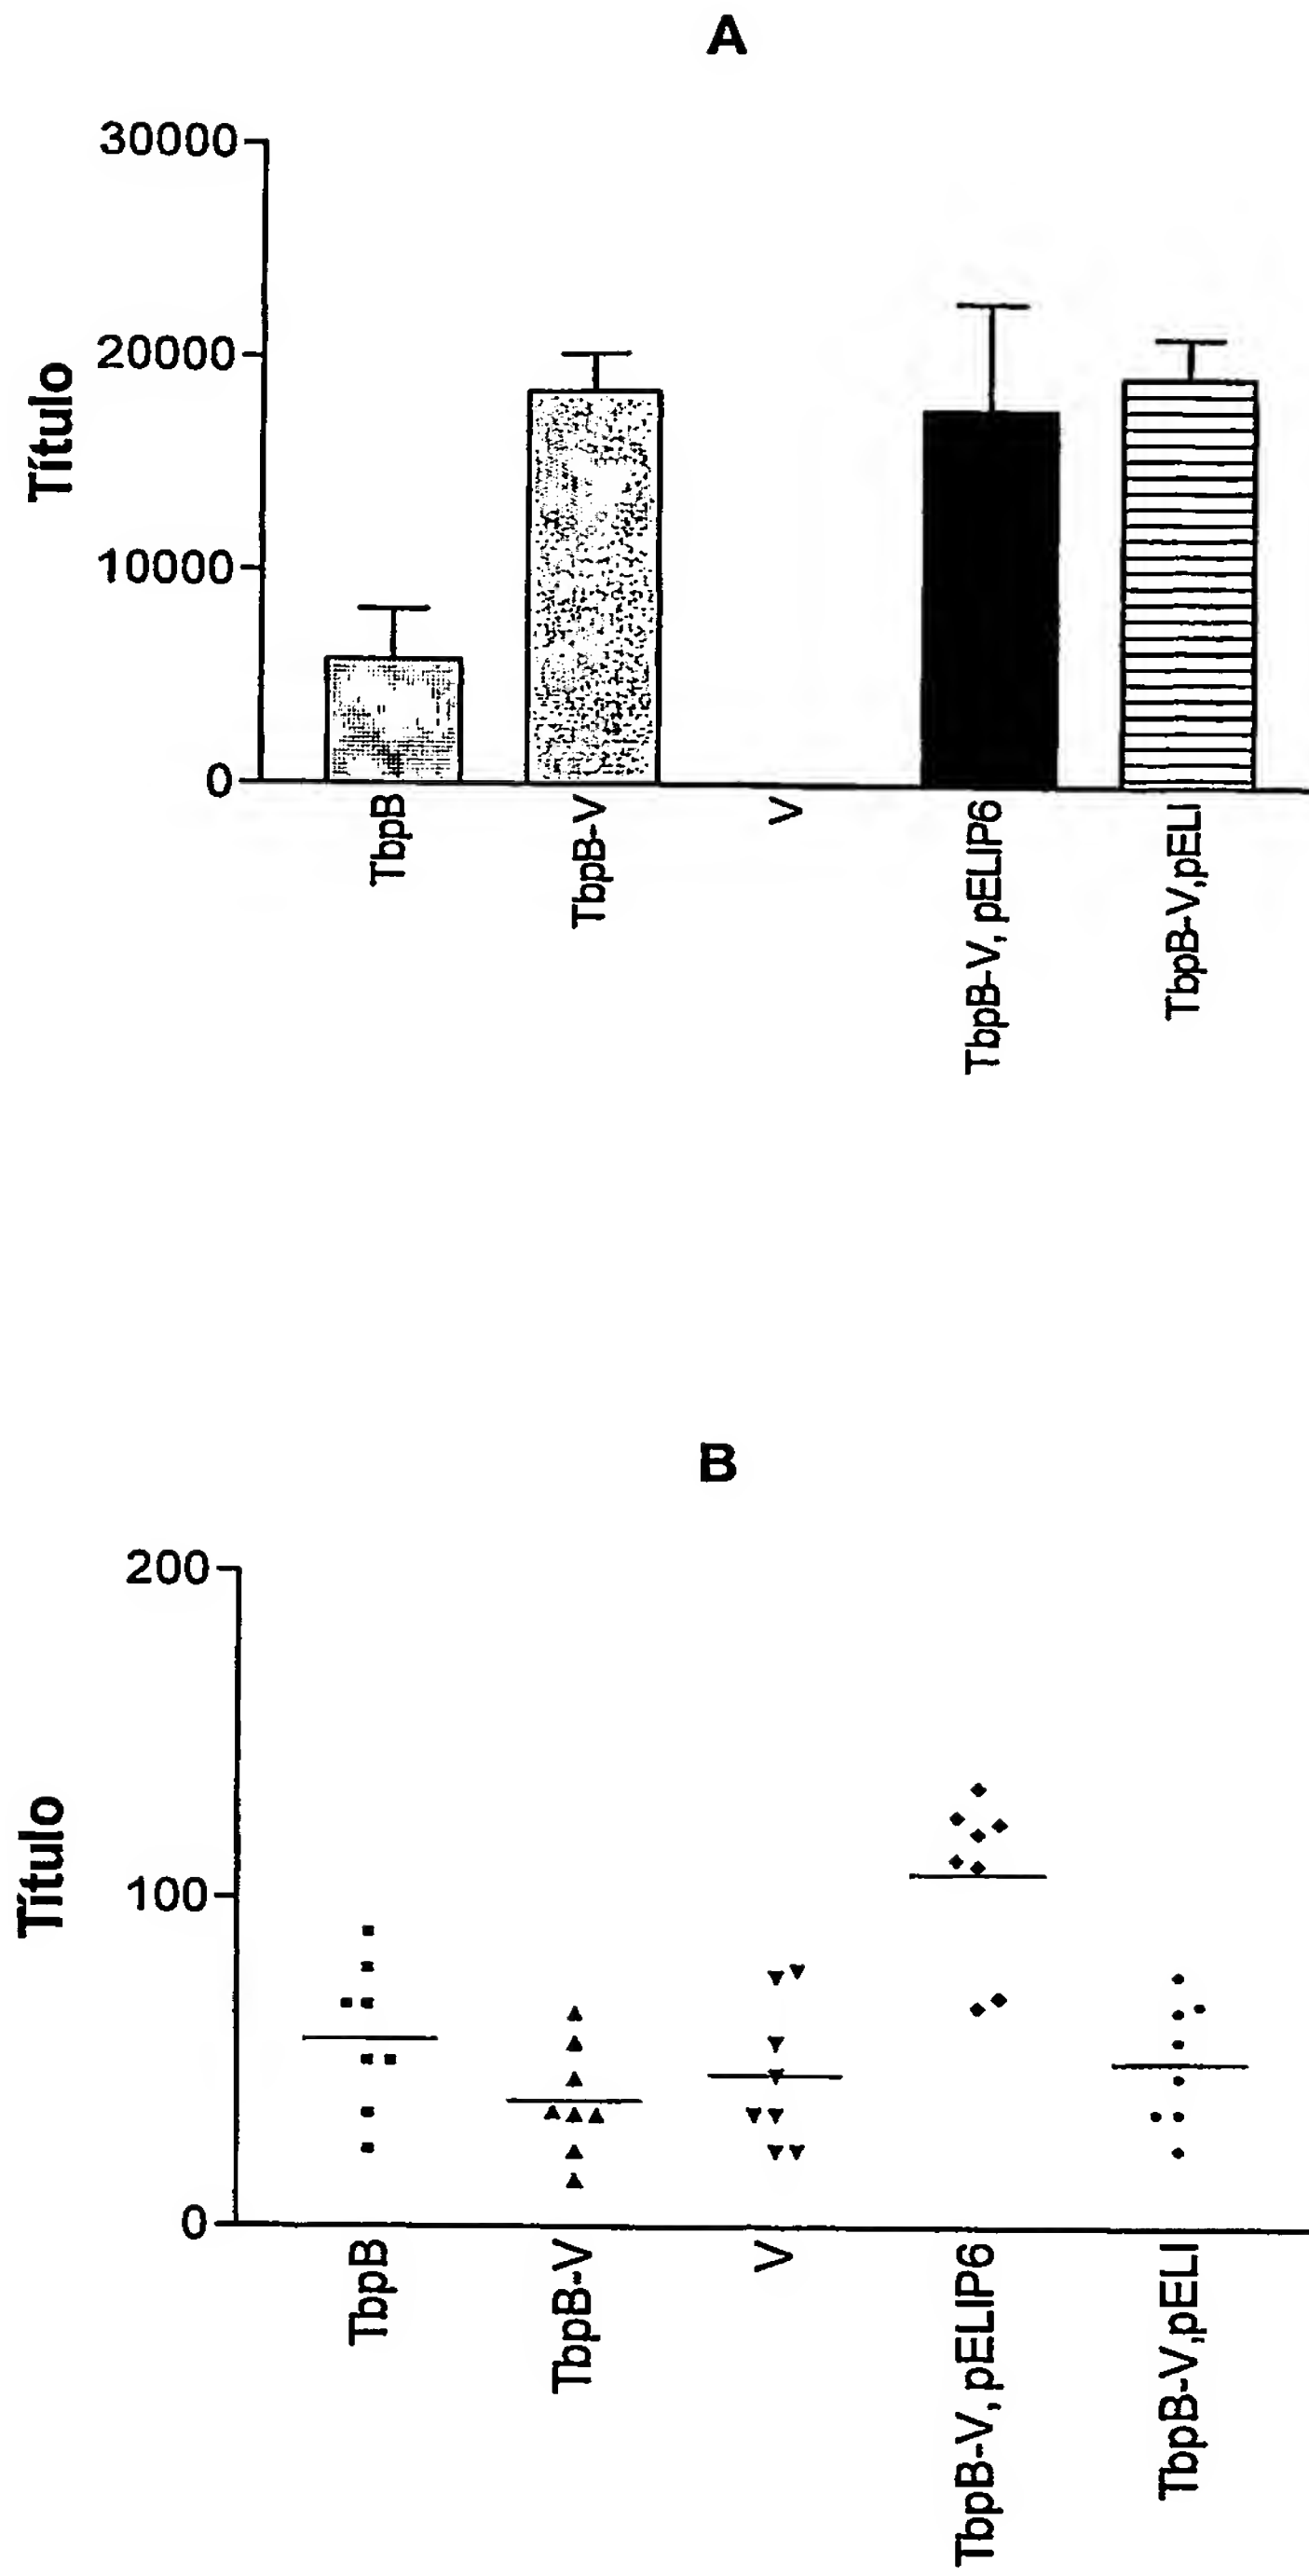 A
30000
20000
10000
0
Título
TbpB
TbpB-V
V
TbpB-V, pELIP6
TbpB-V,pELI
B
200
100
0
Título
TbpB
TbpB-V
V
TbpB-V, pELIP6
TbpB-V,pELI